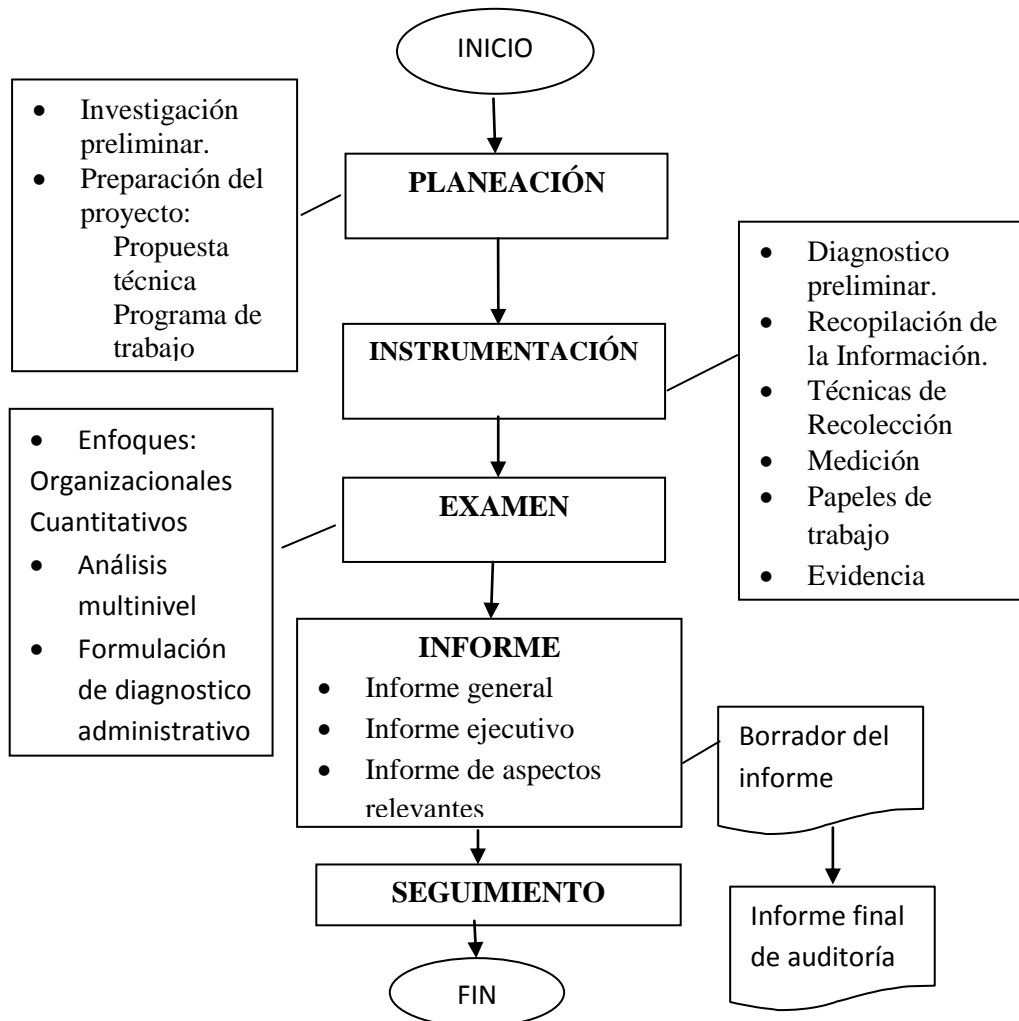 INICIO
• Investigación
preliminar.
• Preparación del
proyecto:
Propuesta
técnica
Programa de
trabajo
PLANEACIÓN
INSTRUMENTACIÓN
• Diagnostico
preliminar.
• Recopilación de
la Información.
• Técnicas de
Recolección
• Medición
• Papeles de
trabajo
• Evidencia
• Enfoques:
Organizacionales
Cuantitativos
• Análisis
multinivel
• Formulación
de diagnostico
administrativo
EXAMEN
INFORME
• Informe general
• Informe ejecutivo
• Informe de aspectos
relevantes
Borrador del
informe
SEGUIMIENTO
Informe final
de auditoría
FIN